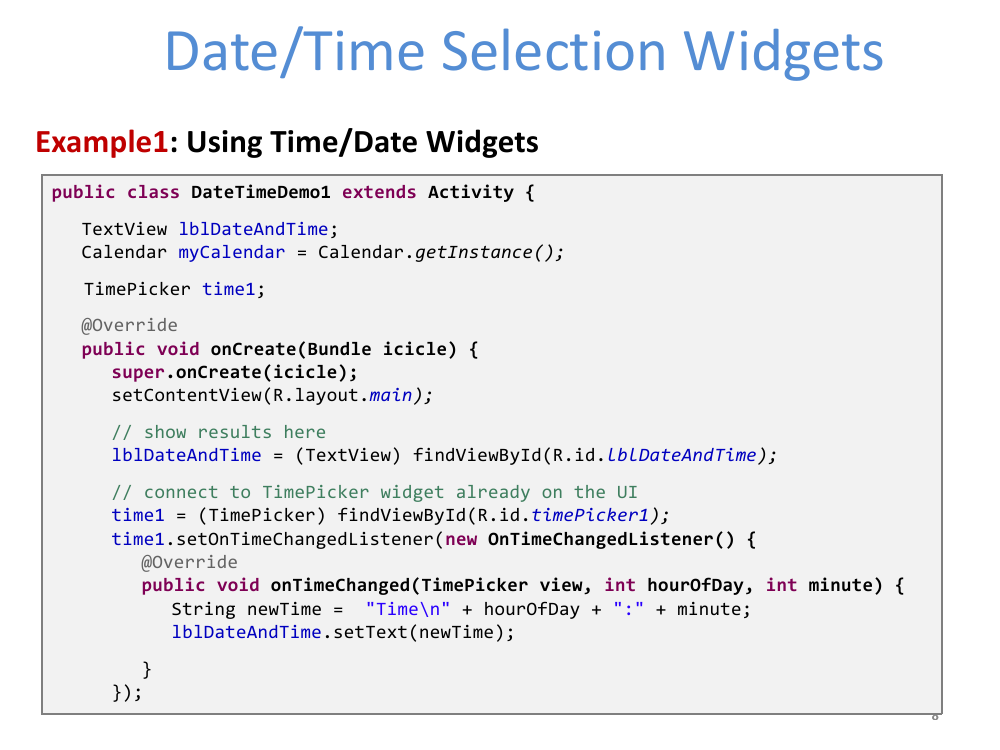 Date/Time Selection Widgets
Example1: Using Time/Date Widgets
public class DateTimeDemo1 extends Activity {
TextView lblDateAndTime;
Calendar myCalendar = Calendar.getInstance();
TimePicker time1;
@Override
public void onCreate(Bundle icicle) {
super.onCreate(icicle);
setContentView(R.layout.main);
// show results here
lblDateAndTime = (TextView) findViewById(R.id.lblDateAndTime);
// connect to TimePicker widget already on the UI
time1 = (TimePicker) findViewById(R.id.timePicker1);
time1.setOnTimeChangedListener(new OnTimeChangedListener() {
@Override
public void onTimeChanged(TimePicker view, int hourOfDay, int minute) {
String newTime =  "Time\n" + hourOfDay + ":" + minute;
lblDateAndTime.setText(newTime);
}
});
8